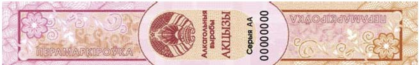 ПЕРАМАРКІРОЎКА
Алкагольныя
вырабы
АКЦЫЗЫ
Серыя АА
00000000
ПЕРАМАРКІРОЎКА